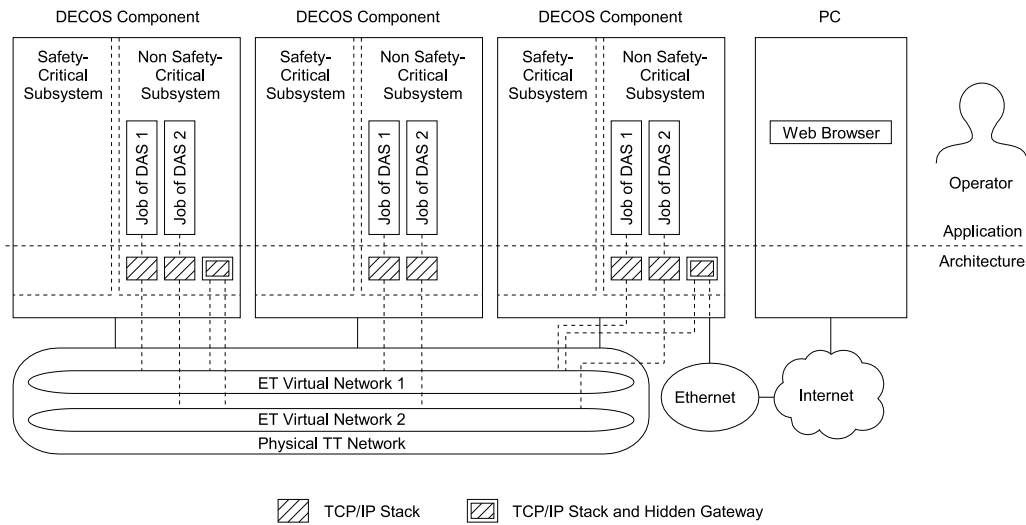 DECOS Component
DECOS Component
DECOS Component
PC
Safety-
Critical
Subsystem
Non Safety-
Critical
Subsystem
Safety-
Critical
Subsystem
Non Safety-
Critical
Subsystem
Safety-
Critical
Subsystem
Non Safety-
Critical
Subsystem
Job of DAS 1
Job of DAS 2
Job of DAS 1
Job of DAS 2
Job of DAS 1
Job of DAS 2
Web Browser
Operator
Application
Architecture
ET Virtual Network 1
ET Virtual Network 2
Physical TT Network
Ethernet
Internet
TCP/IP Stack
TCP/IP Stack and Hidden Gateway